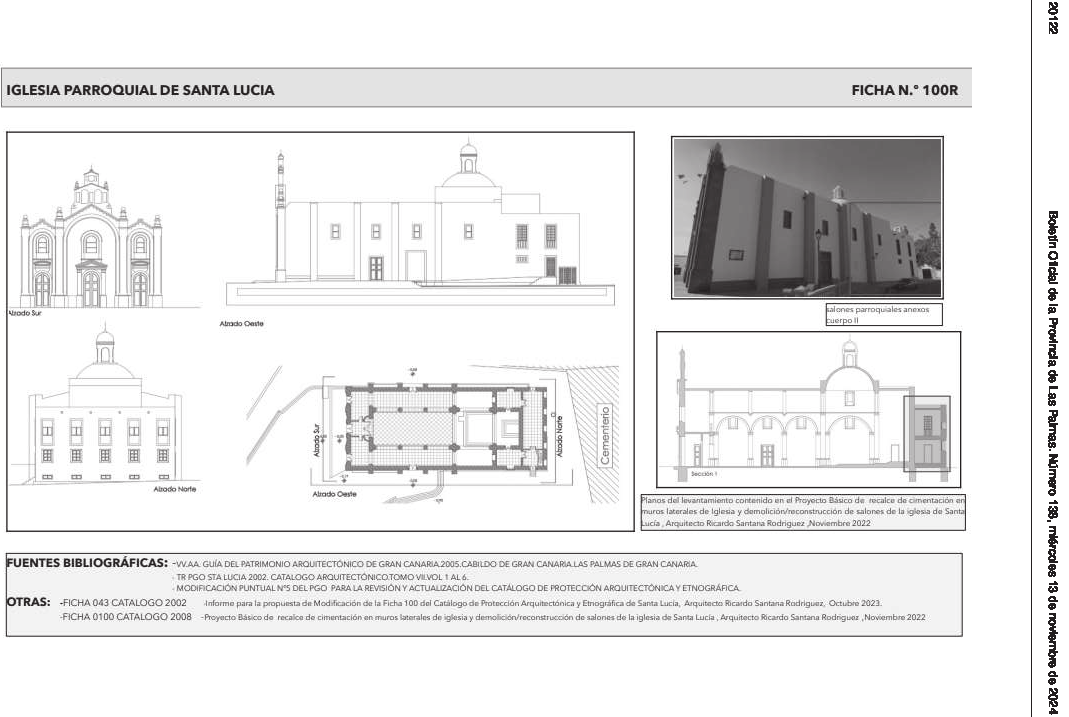 IGLESIA PARROQUIAL DE SANTA LUCIA
FICHA N.º 100R
Alzado Sur
Alzado Oeste
Alzado Norte
Alzado Sur
Alzado Norte
Alzado Oeste
Cementerio
salones parroquiales anexos
cuerpo II
Sección 1
Planos del levantamiento contenido en el Proyecto Básico de recalce de cimentación en
muros laterales de Iglesia y demolición/reconstrucción de salones de la iglesia de Santa
Lucía , Arquitecto Ricardo Santana Rodriguez ,Noviembre 2022
FUENTES BIBLIOGRÁFICAS: -VV.AA. GUÍA DEL PATRIMONIO ARQUITECTÓNICO DE GRAN CANARIA.2005.CABILDO DE GRAN CANARIA.LAS PALMAS DE GRAN CANARIA.
- TR PGO STA LUCIA 2002. CATALOGO ARQUITECTÓNICO.TOMO VII.VOL 1 AL 6.
- MODIFICACIÓN PUNTUAL Nº5 DEL PGO PARA LA REVISIÓN Y ACTUALIZACIÓN DEL CATÁLOGO DE PROTECCIÓN ARQUITECTÓNICA Y ETNOGRÁFICA.
OTRAS: -FICHA 043 CATALOGO 2002 -Informe para la propuesta de Modificación de la Ficha 100 del Catálogo de Protección Arquitectónica y Etnográfica de Santa Lucía, Arquitecto Ricardo Santana Rodriguez, Octubre 2023.
-FICHA 0100 CATALOGO 2008 -Proyecto Básico de recalce de cimentación en muros laterales de iglesia y demolición/reconstrucción de salones de la iglesia de Santa Lucía , Arquitecto Ricardo Santana Rodriguez ,Noviembre 2022
20122
Boletín Oficial de la Provincia de Las Palmas. Número 138, miércoles 13 de noviembre de 2024